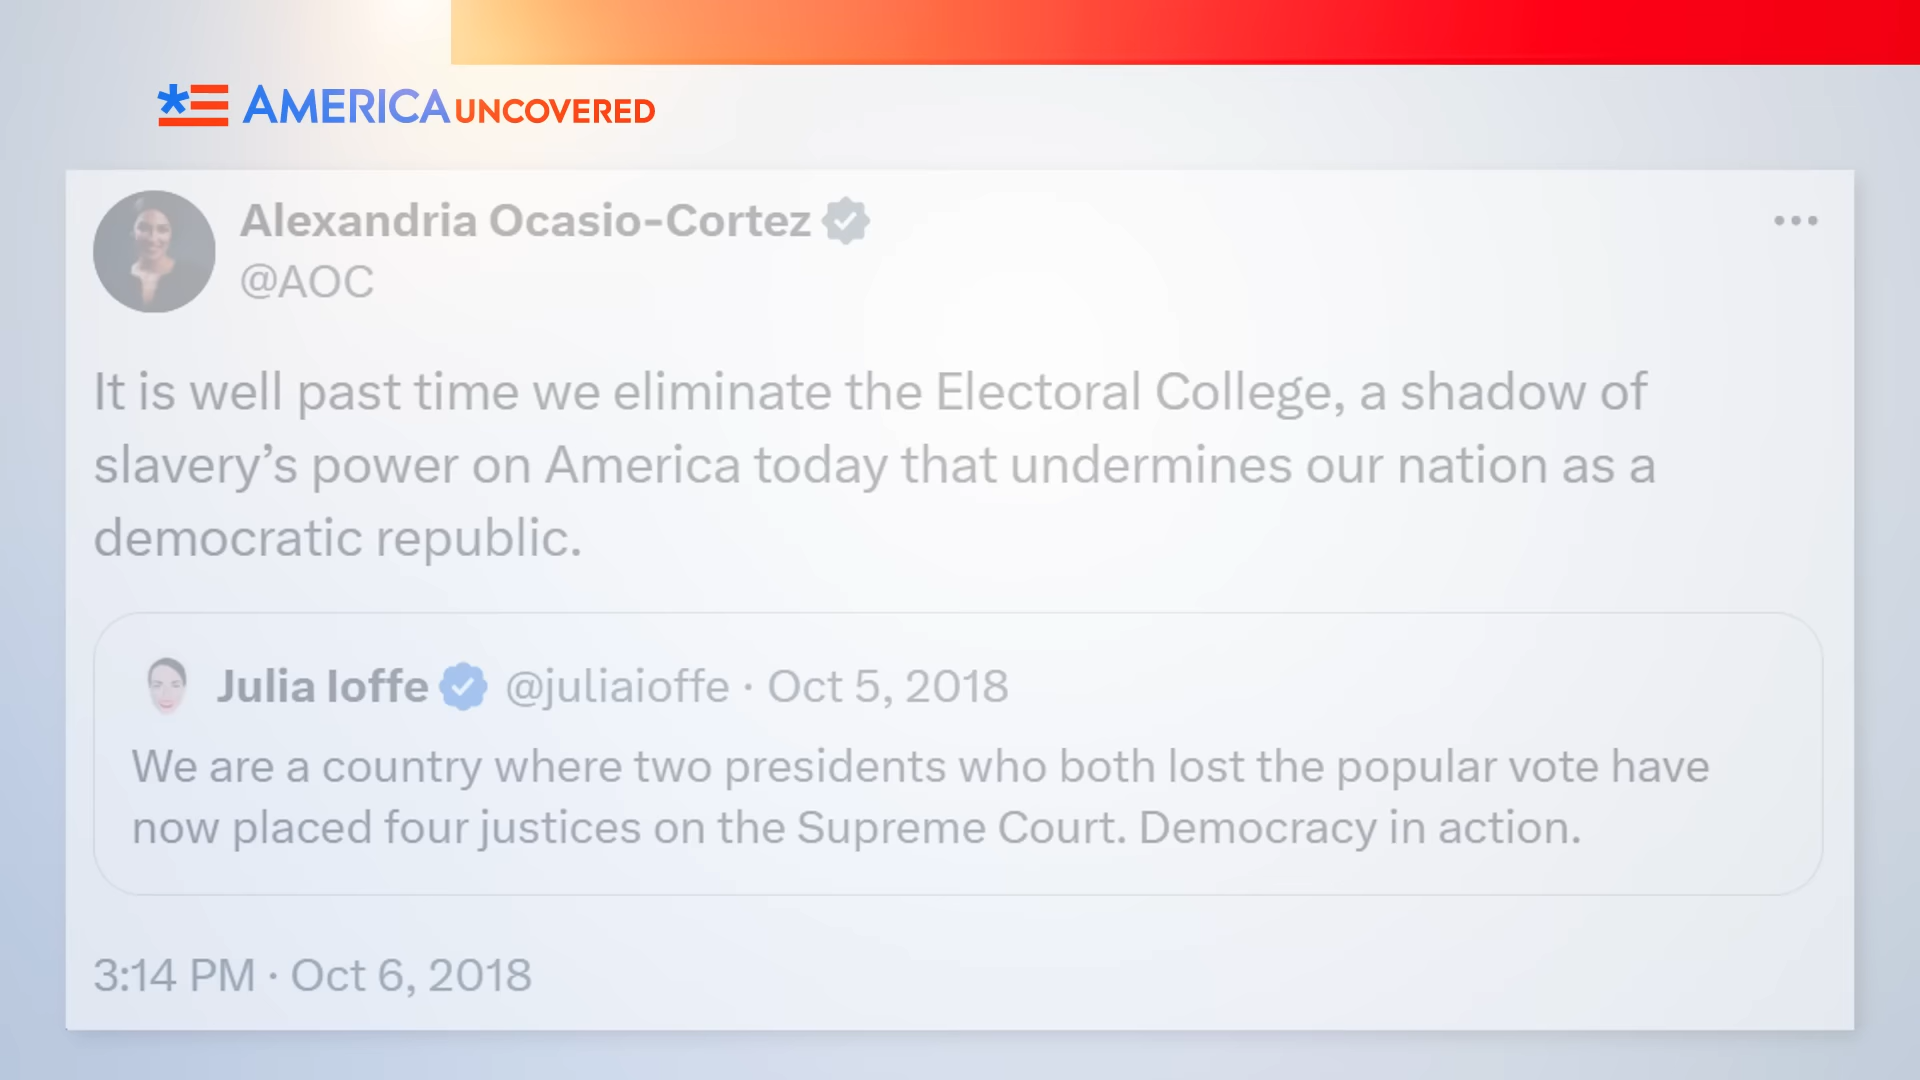 AMERICA UNCOVERED
Alexandria Ocasio-Cortez
@AOC
It is well past time we eliminate the Electoral College, a shadow of
slavery’s power on America today that undermines our nation as a
democratic republic.
Julia Ioffe @juliaioffe · Oct 5, 2018
We are a country where two presidents who both lost the popular vote have
now placed four justices on the Supreme Court. Democracy in action.
3:14 PM · Oct 6, 2018